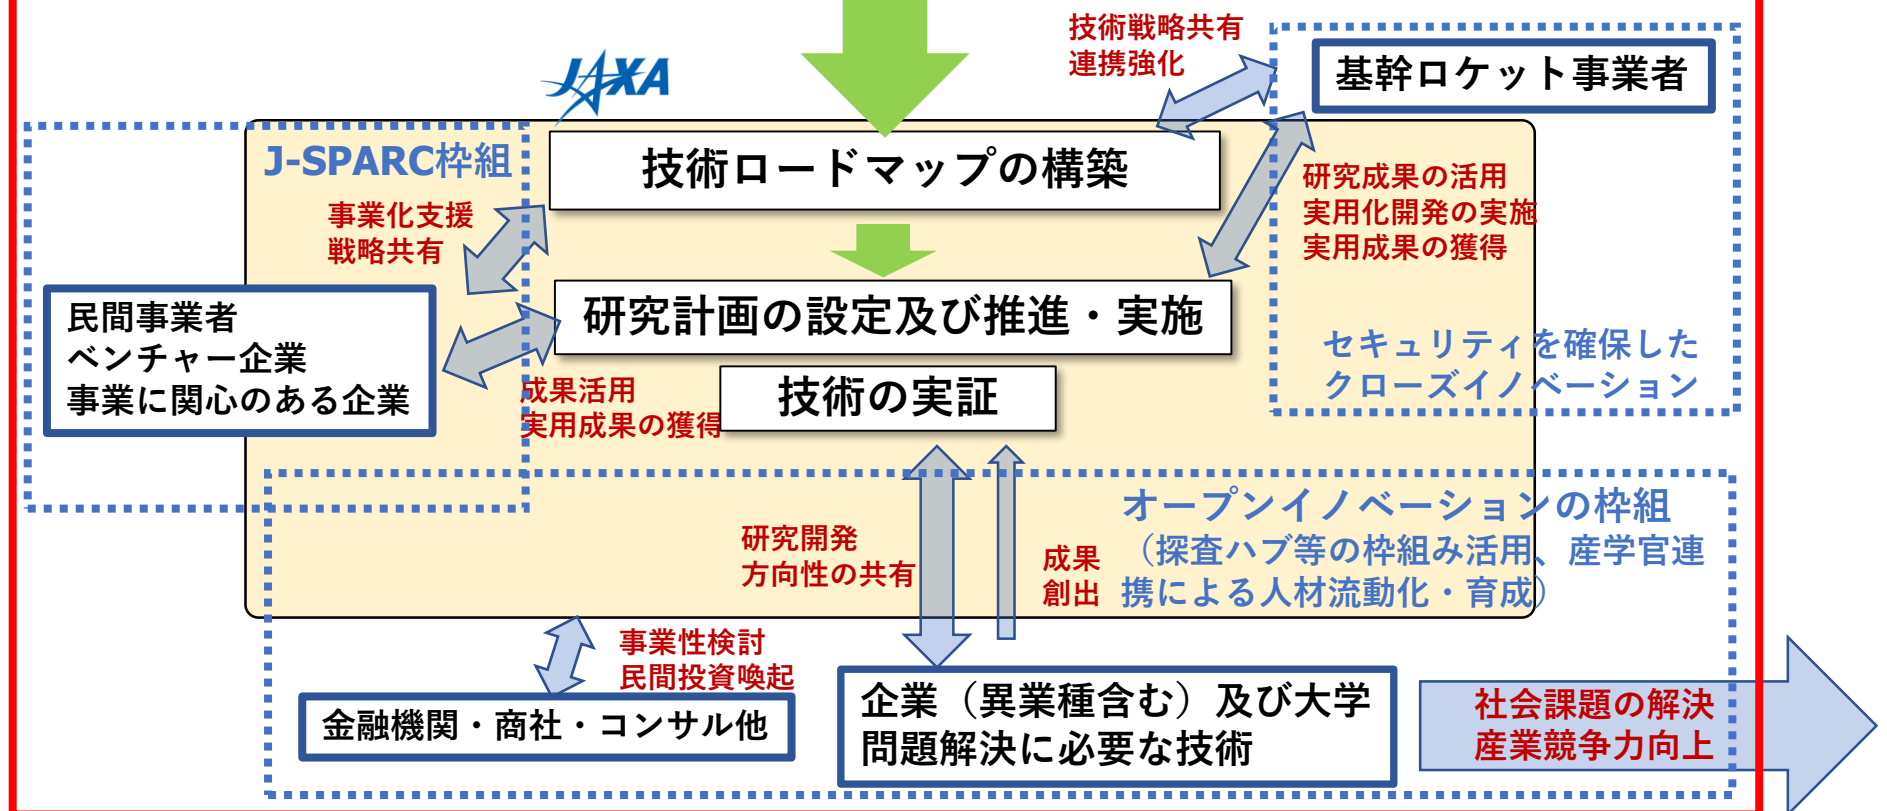 技術戦略共有
連携強化
基幹ロケット事業者
JAXA
J-SPARC枠組
技術ロードマップの構築
事業化支援
戦略共有
研究成果の活用
実用化開発の実施
実用成果の獲得
民間事業者
ベンチャー企業
事業に関心のある企業
研究計画の設定及び推進・実施
セキュリティを確保した
クローズイノベーション
成果活用
実用成果の獲得
技術の実証
オープンイノベーションの枠組
（探査ハブ等の枠組み活用、産学官連
携による人材流動化・育成）
研究開発
方向性の共有
成果
創出
事業性検討
民間投資喚起
金融機関・商社・コンサル他
企業（異業種含む）及び大学
問題解決に必要な技術
社会課題の解決
産業競争力向上